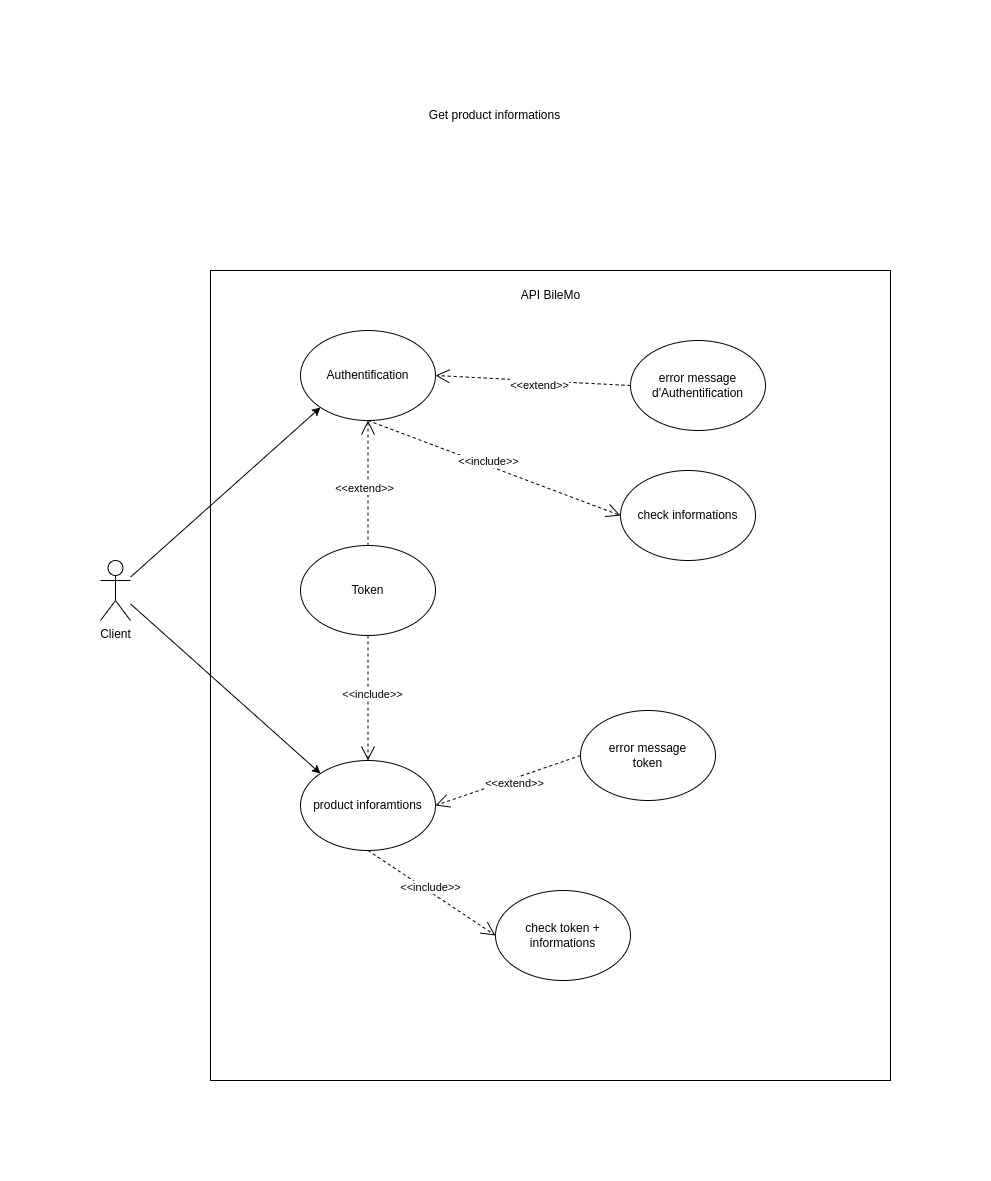 Get product informations
API BileMo
Authentification
<<extend>>
error message
d'Authentification
<<include>>
<<extend>>
check informations
Token
Client
<<include>>
error message
token
<<extend>>
product inforamtions
<<include>>
check token +
informations